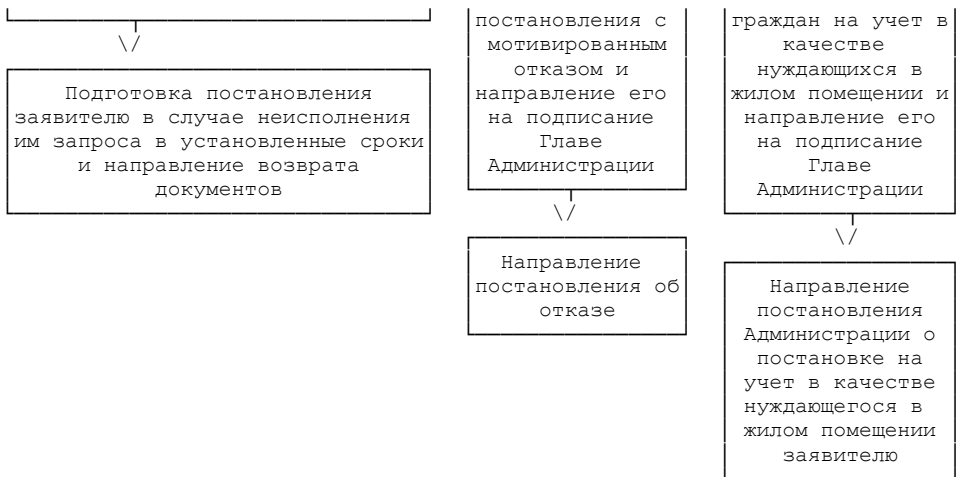 постановления с
мотивированным
отказом и
направление его
на подписание
Главе
Администрации
граждан на учет в
качестве
нуждающихся в
жилом помещении и
направление его
на подписание
Главе
Администрации
\/
Подготовка постановления
заявителю в случае неисполнения
им запроса в установленные сроки
и направление возврата
документов
\/
\/
Направление
постановления об
отказе
Направление
постановления
Администрации о
постановке на
учет в качестве
нуждающегося в
жилом помещении
заявителю